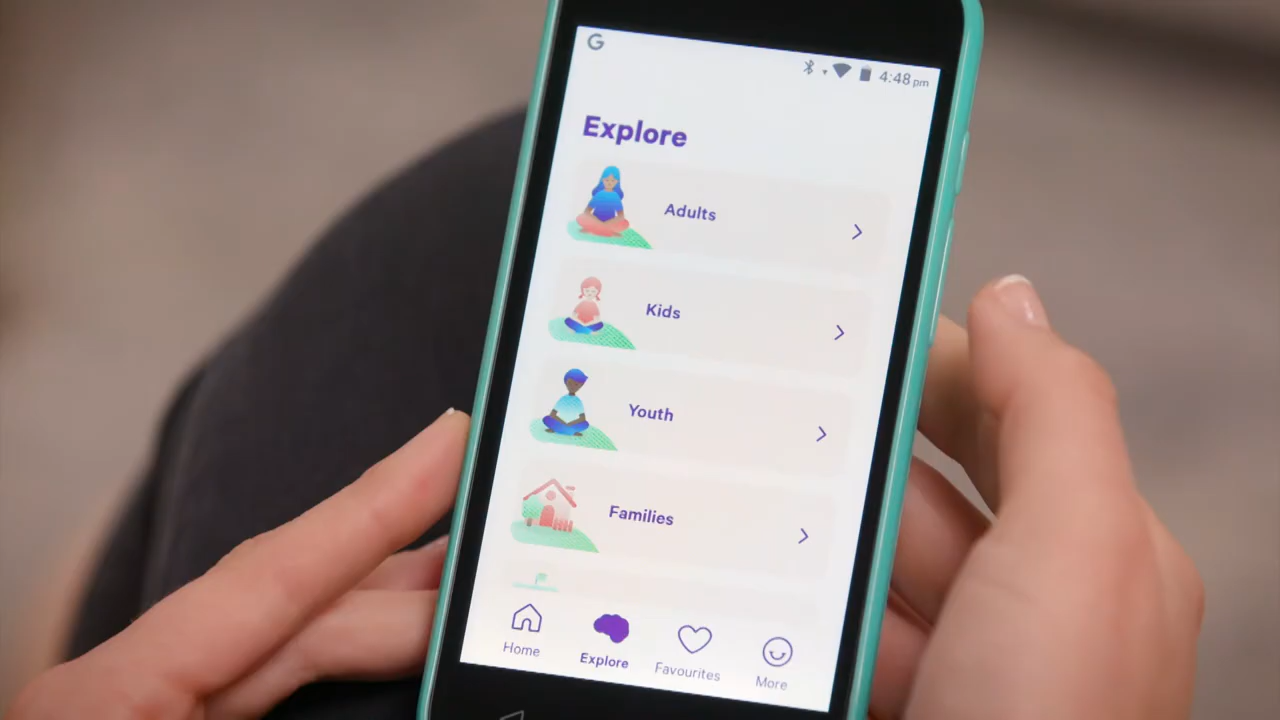 G
4:48 pm
Explore
Adults
Kids
Youth
Families
Home
Explore
Favourites
More